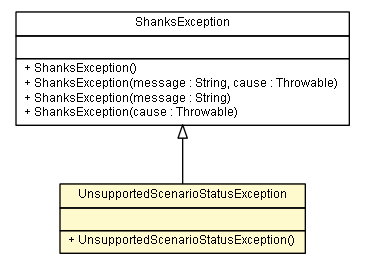 ShanksException
+ ShanksException()
+ ShanksException(message : String, cause : Throwable)
+ ShanksException(message : String)
+ ShanksException(cause : Throwable)
UnsupportedScenarioStatusException
+ UnsupportedScenarioStatusException()